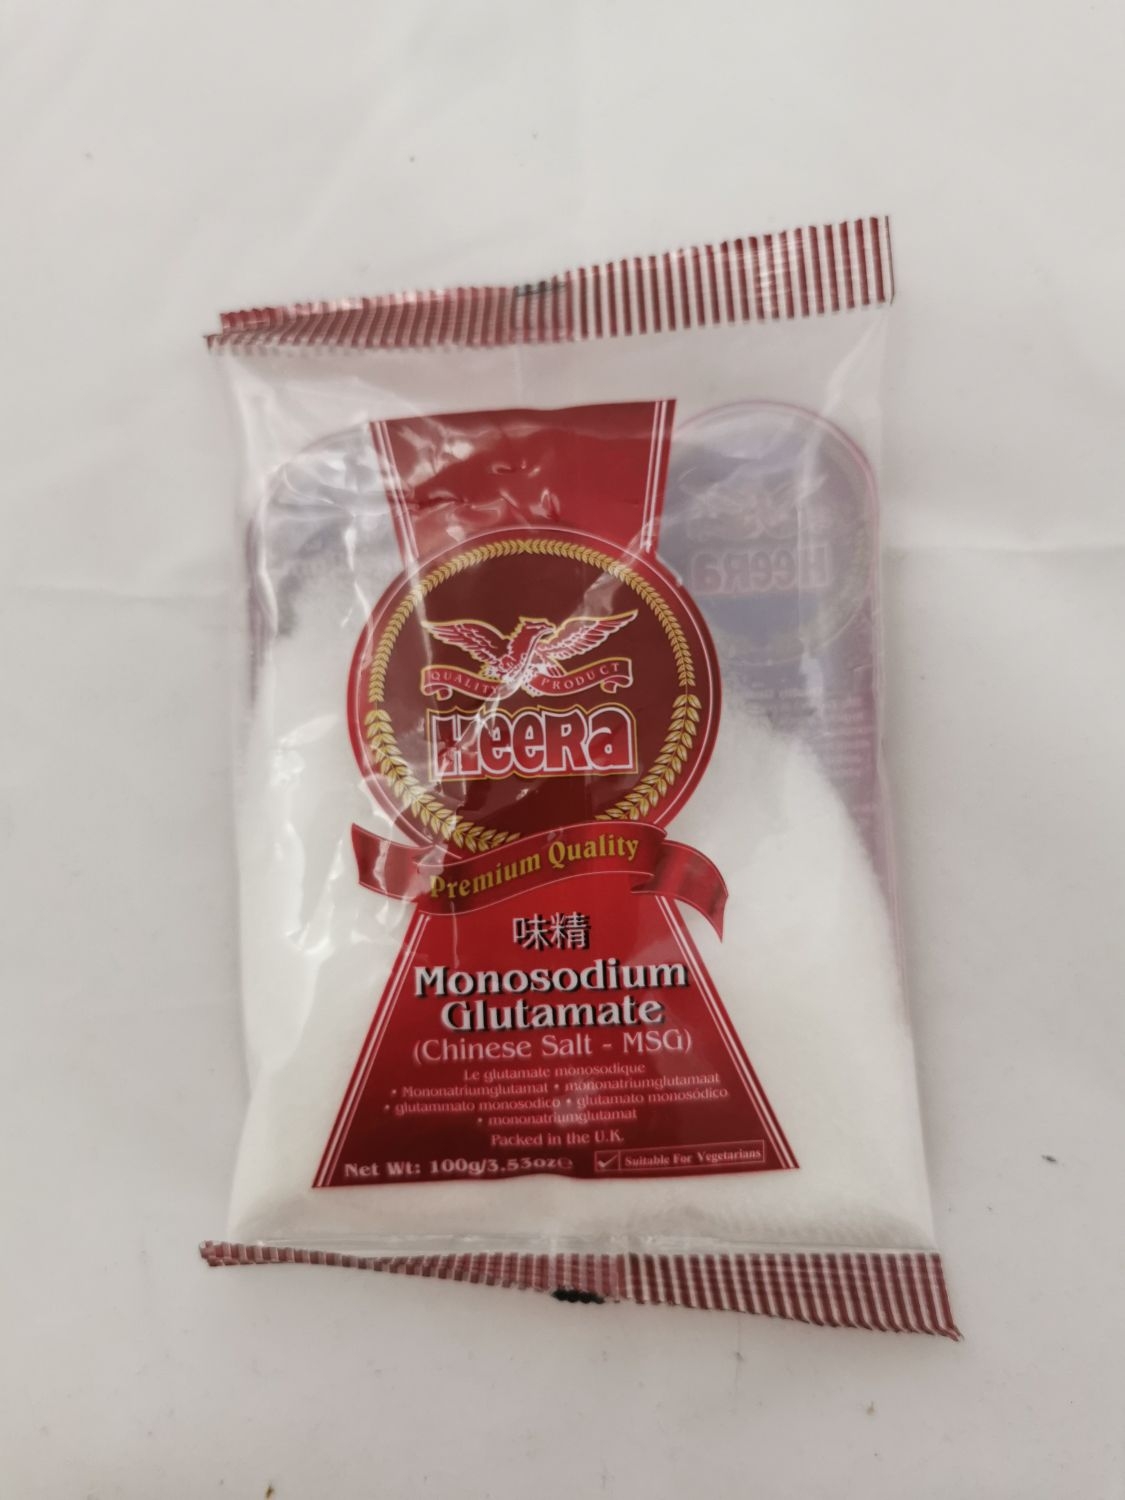 QUALITY PRODUCT
HEERA
Premium Quality
味精
Monosodium
Glutamate
(Chinese Salt - MSG)
Le glutamate monosodique
• Mononatriumglutamat • mononatriumglutamaat
• glutammato monosodico • glutamato monosódico
• mononatriumglutamat
Packed in the U.K.
Net Wt: 100g/3.53oz℮
Suitable For Vegetarians
HEERA